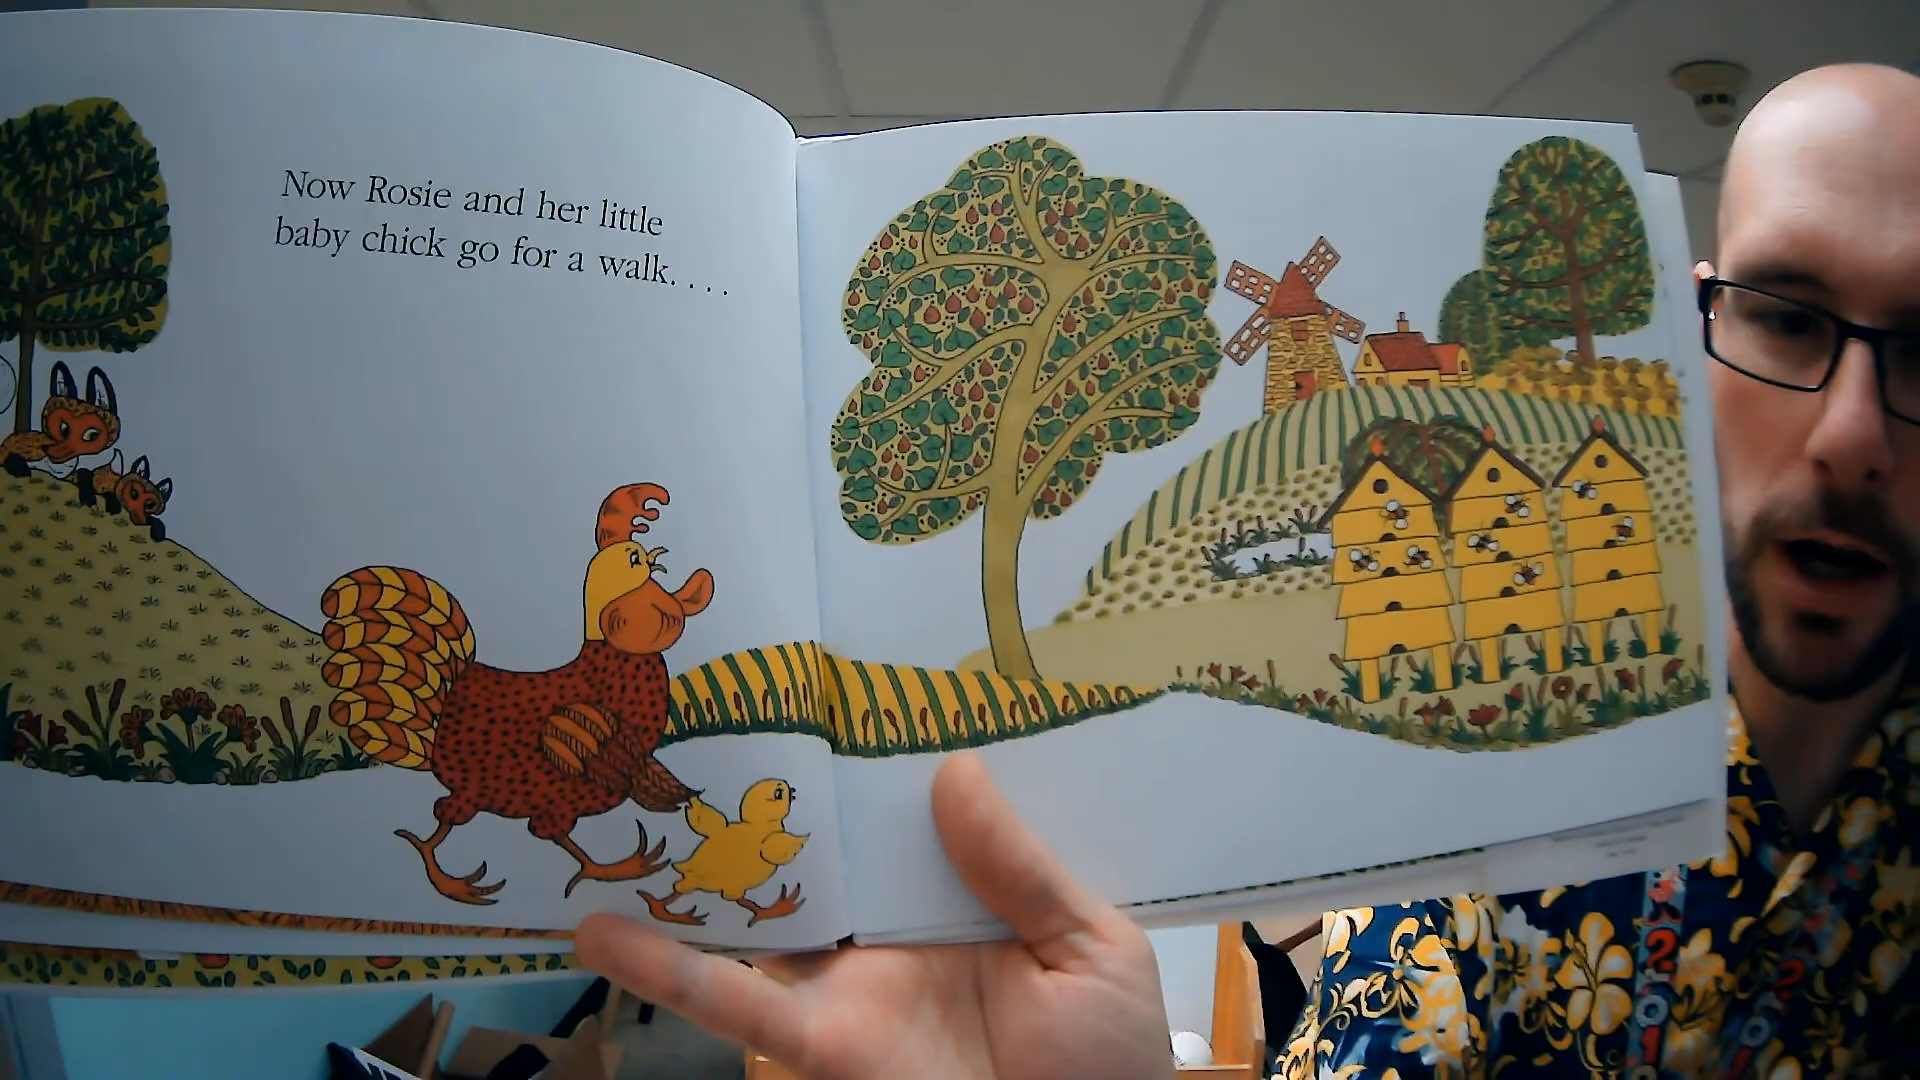 Now Rosie and her little
baby chick go for a walk. . . .